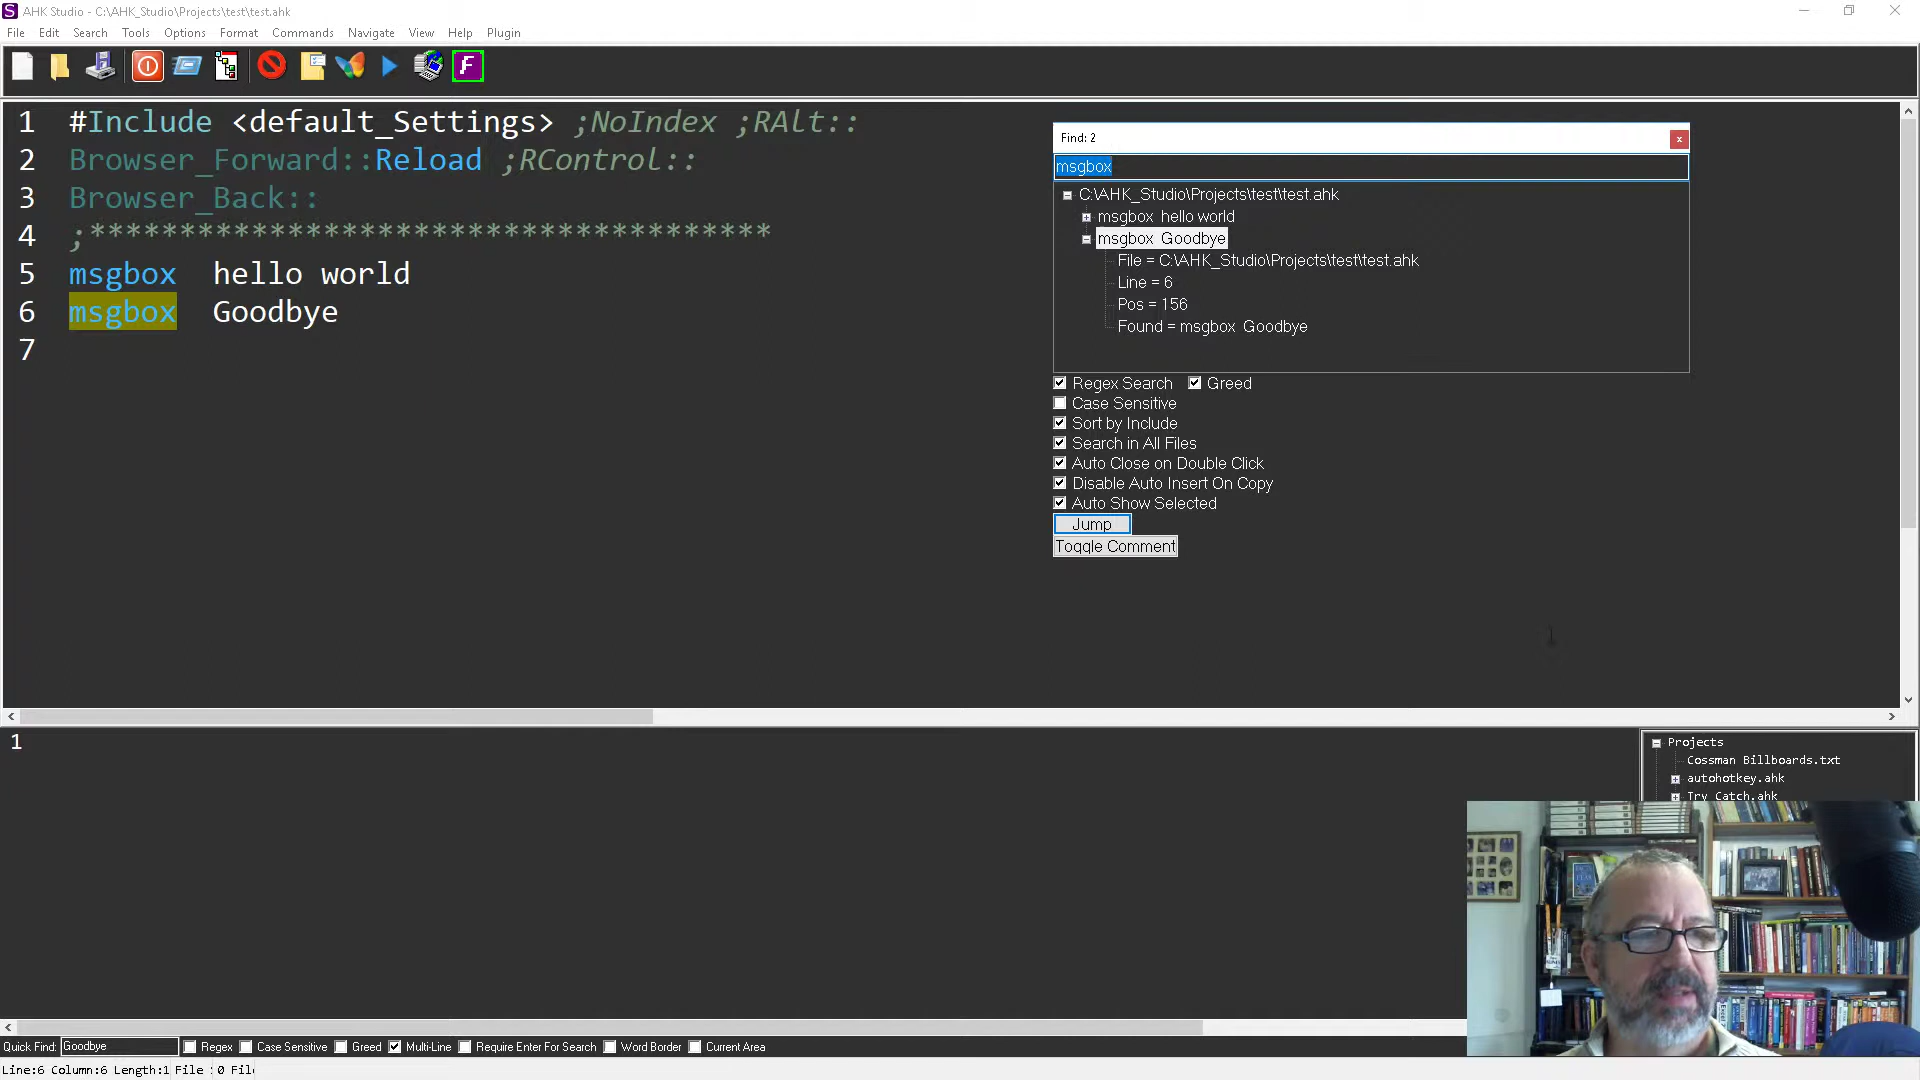 AHK Studio - C:\AHK_Studio\Projects\test\test.ahk
File Edit Search Tools Options Format Commands Navigate View Help Plugin
1 #Include <default_Settings> ;NoIndex ;RAlt::
2 Browser_Forward::Reload ;RControl::
3 Browser_Back::
4 ;**************************************
5 msgbox hello world
6 msgbox Goodbye
7
Find: 2
msgbox
C:\AHK_Studio\Projects\test\test.ahk
msgbox hello world
msgbox Goodbye
File = C:\AHK_Studio\Projects\test\test.ahk
Line = 6
Pos = 156
Found = msgbox Goodbye
Regex Search Greed
Case Sensitive
Sort by Include
Search in All Files
Auto Close on Double Click
Disable Auto Insert On Copy
Auto Show Selected
Jump
Toggle Comment
1
Projects
Cossman Billboards.txt
autohotkey.ahk
Try Catch.ahk
Quick Find: Goodbye Regex Case Sensitive Greed Multi-Line Require Enter For Search Word Border Current Area
Line:6 Column:6 Length:1 File : 0 Fil